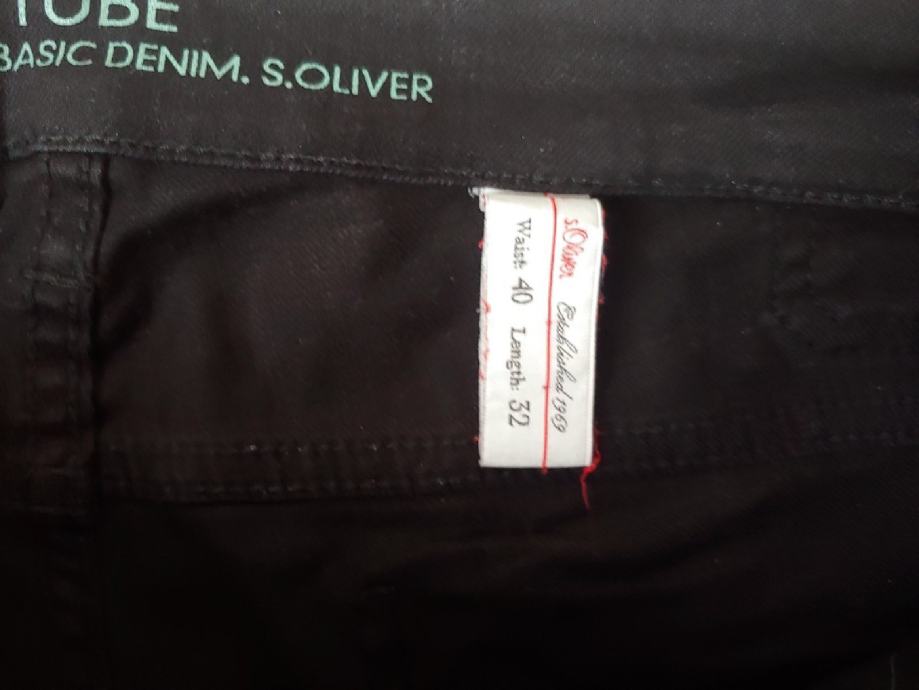 TUBE
BASIC DENIM. S.OLIVER
s.Oliver Established 1969
Waist: 40 Length: 32